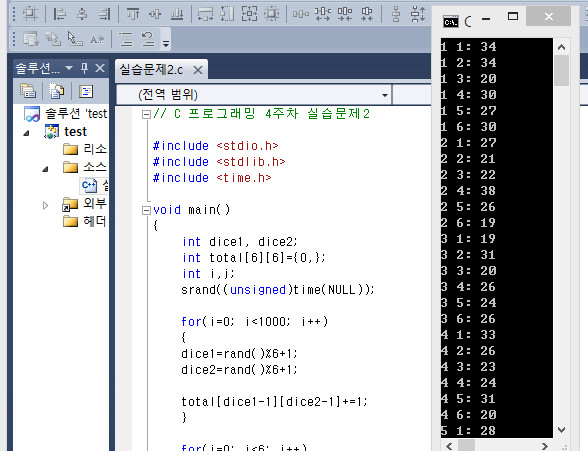 솔루션...
솔루션 'test
test
리소
소스
외부
헤더
실습문제2.c
(전역 범위)
// C 프로그래밍 4주차 실습문제2
#include <stdio.h>
#include <stdlib.h>
#include <time.h>
void main()
{
int dice1, dice2;
int total[6][6]={0,};
int i,j;
srand((unsigned)time(NULL));
for(i=0; i<1000; i++)
{
dice1=rand()%6+1;
dice2=rand()%6+1;
total[dice1-1][dice2-1]+=1;
}
for(i=0; i<6; i++)
C:\.
1 1: 34
1 2: 34
1 3: 20
1 4: 30
1 5: 27
1 6: 30
2 1: 27
2 2: 21
2 3: 22
2 4: 38
2 5: 26
2 6: 19
3 1: 19
3 2: 31
3 3: 20
3 4: 26
3 5: 24
3 6: 26
4 1: 33
4 2: 26
4 3: 23
4 4: 24
4 5: 31
4 6: 20
5 1: 28